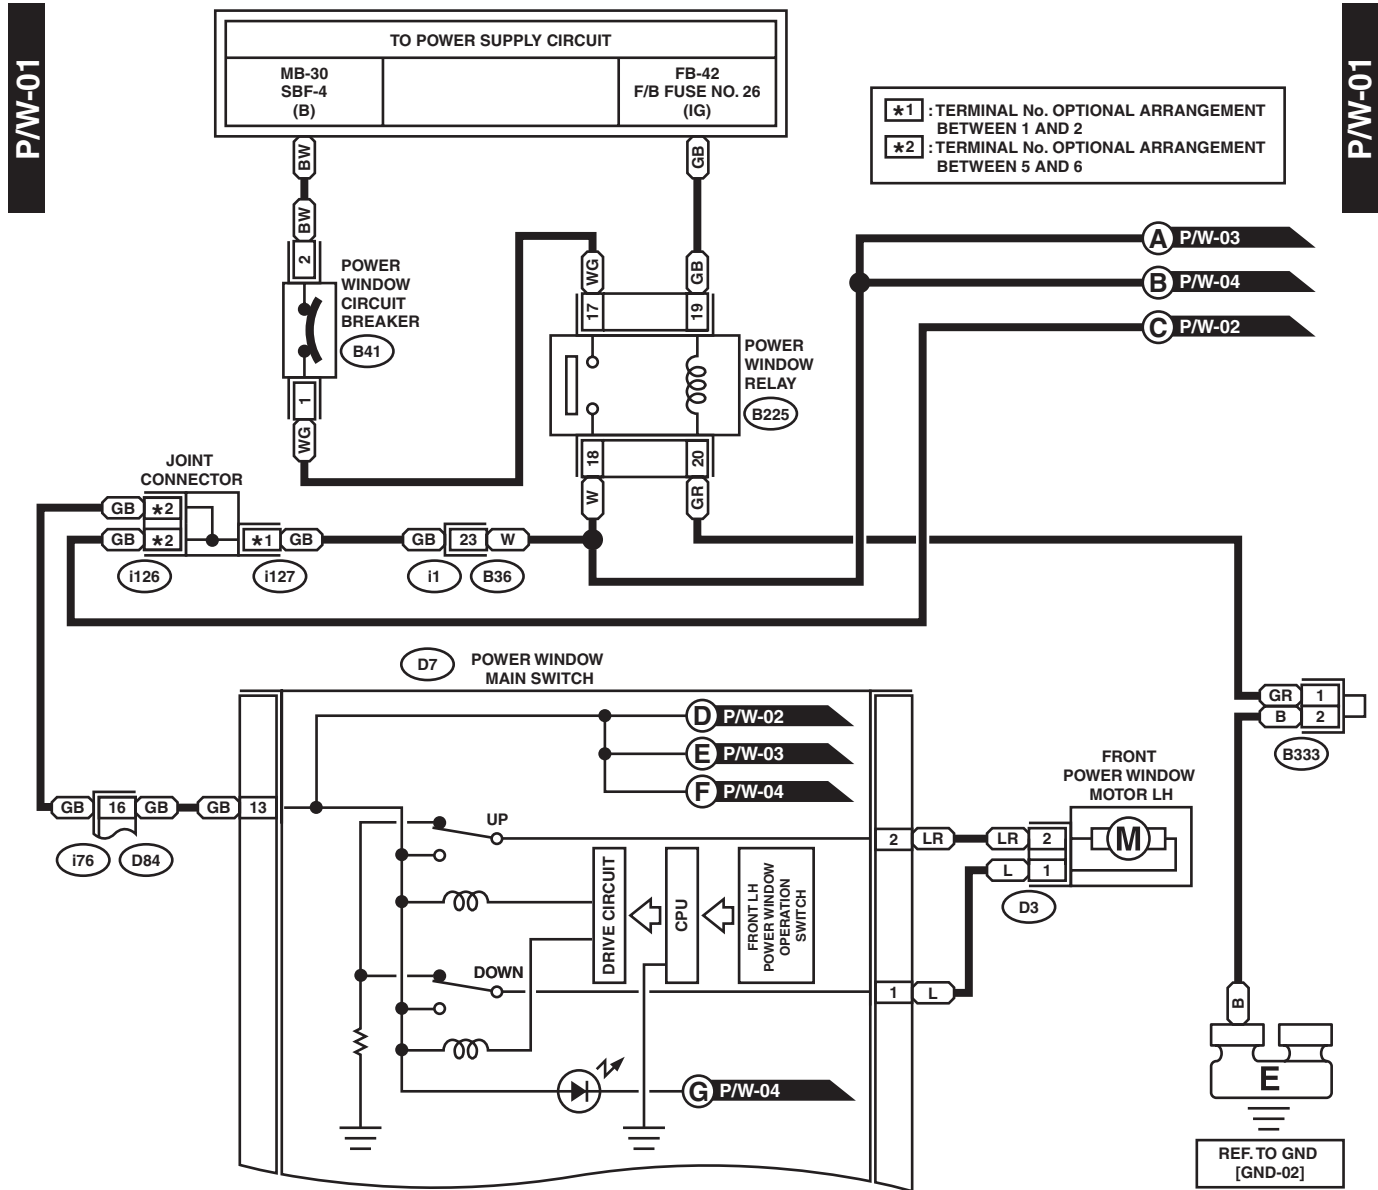 P/W-01
P/W-01
TO POWER SUPPLY CIRCUIT
MB-30
SBF-4
(B)
FB-42
F/B FUSE NO. 26
(IG)
*1 : TERMINAL No. OPTIONAL ARRANGEMENT
BETWEEN 1 AND 2
*2 : TERMINAL No. OPTIONAL ARRANGEMENT
BETWEEN 5 AND 6
BW
GB
BW
2
POWER
WINDOW
CIRCUIT
BREAKER
B41
1
WG
WG
GB
17
19
POWER
WINDOW
RELAY
B225
18
20
W
GR
A P/W-03
B P/W-04
C P/W-02
JOINT
CONNECTOR
GB *2
GB *2
*1 GB
GB 23 W
i126
i127
i1
B36
D7
POWER WINDOW
MAIN SWITCH
D P/W-02
E P/W-03
F P/W-04
GB 16 GB
GB 13
i76
D84
UP
DOWN
DRIVE CIRCUIT
CPU
FRONT LH
POWER WINDOW
OPERATION
SWITCH
G P/W-04
2 LR
LR 2
L 1
1 L
FRONT
POWER WINDOW
MOTOR LH
M
D3
GR 1
B 2
B333
B
E
REF. TO GND
[GND-02]